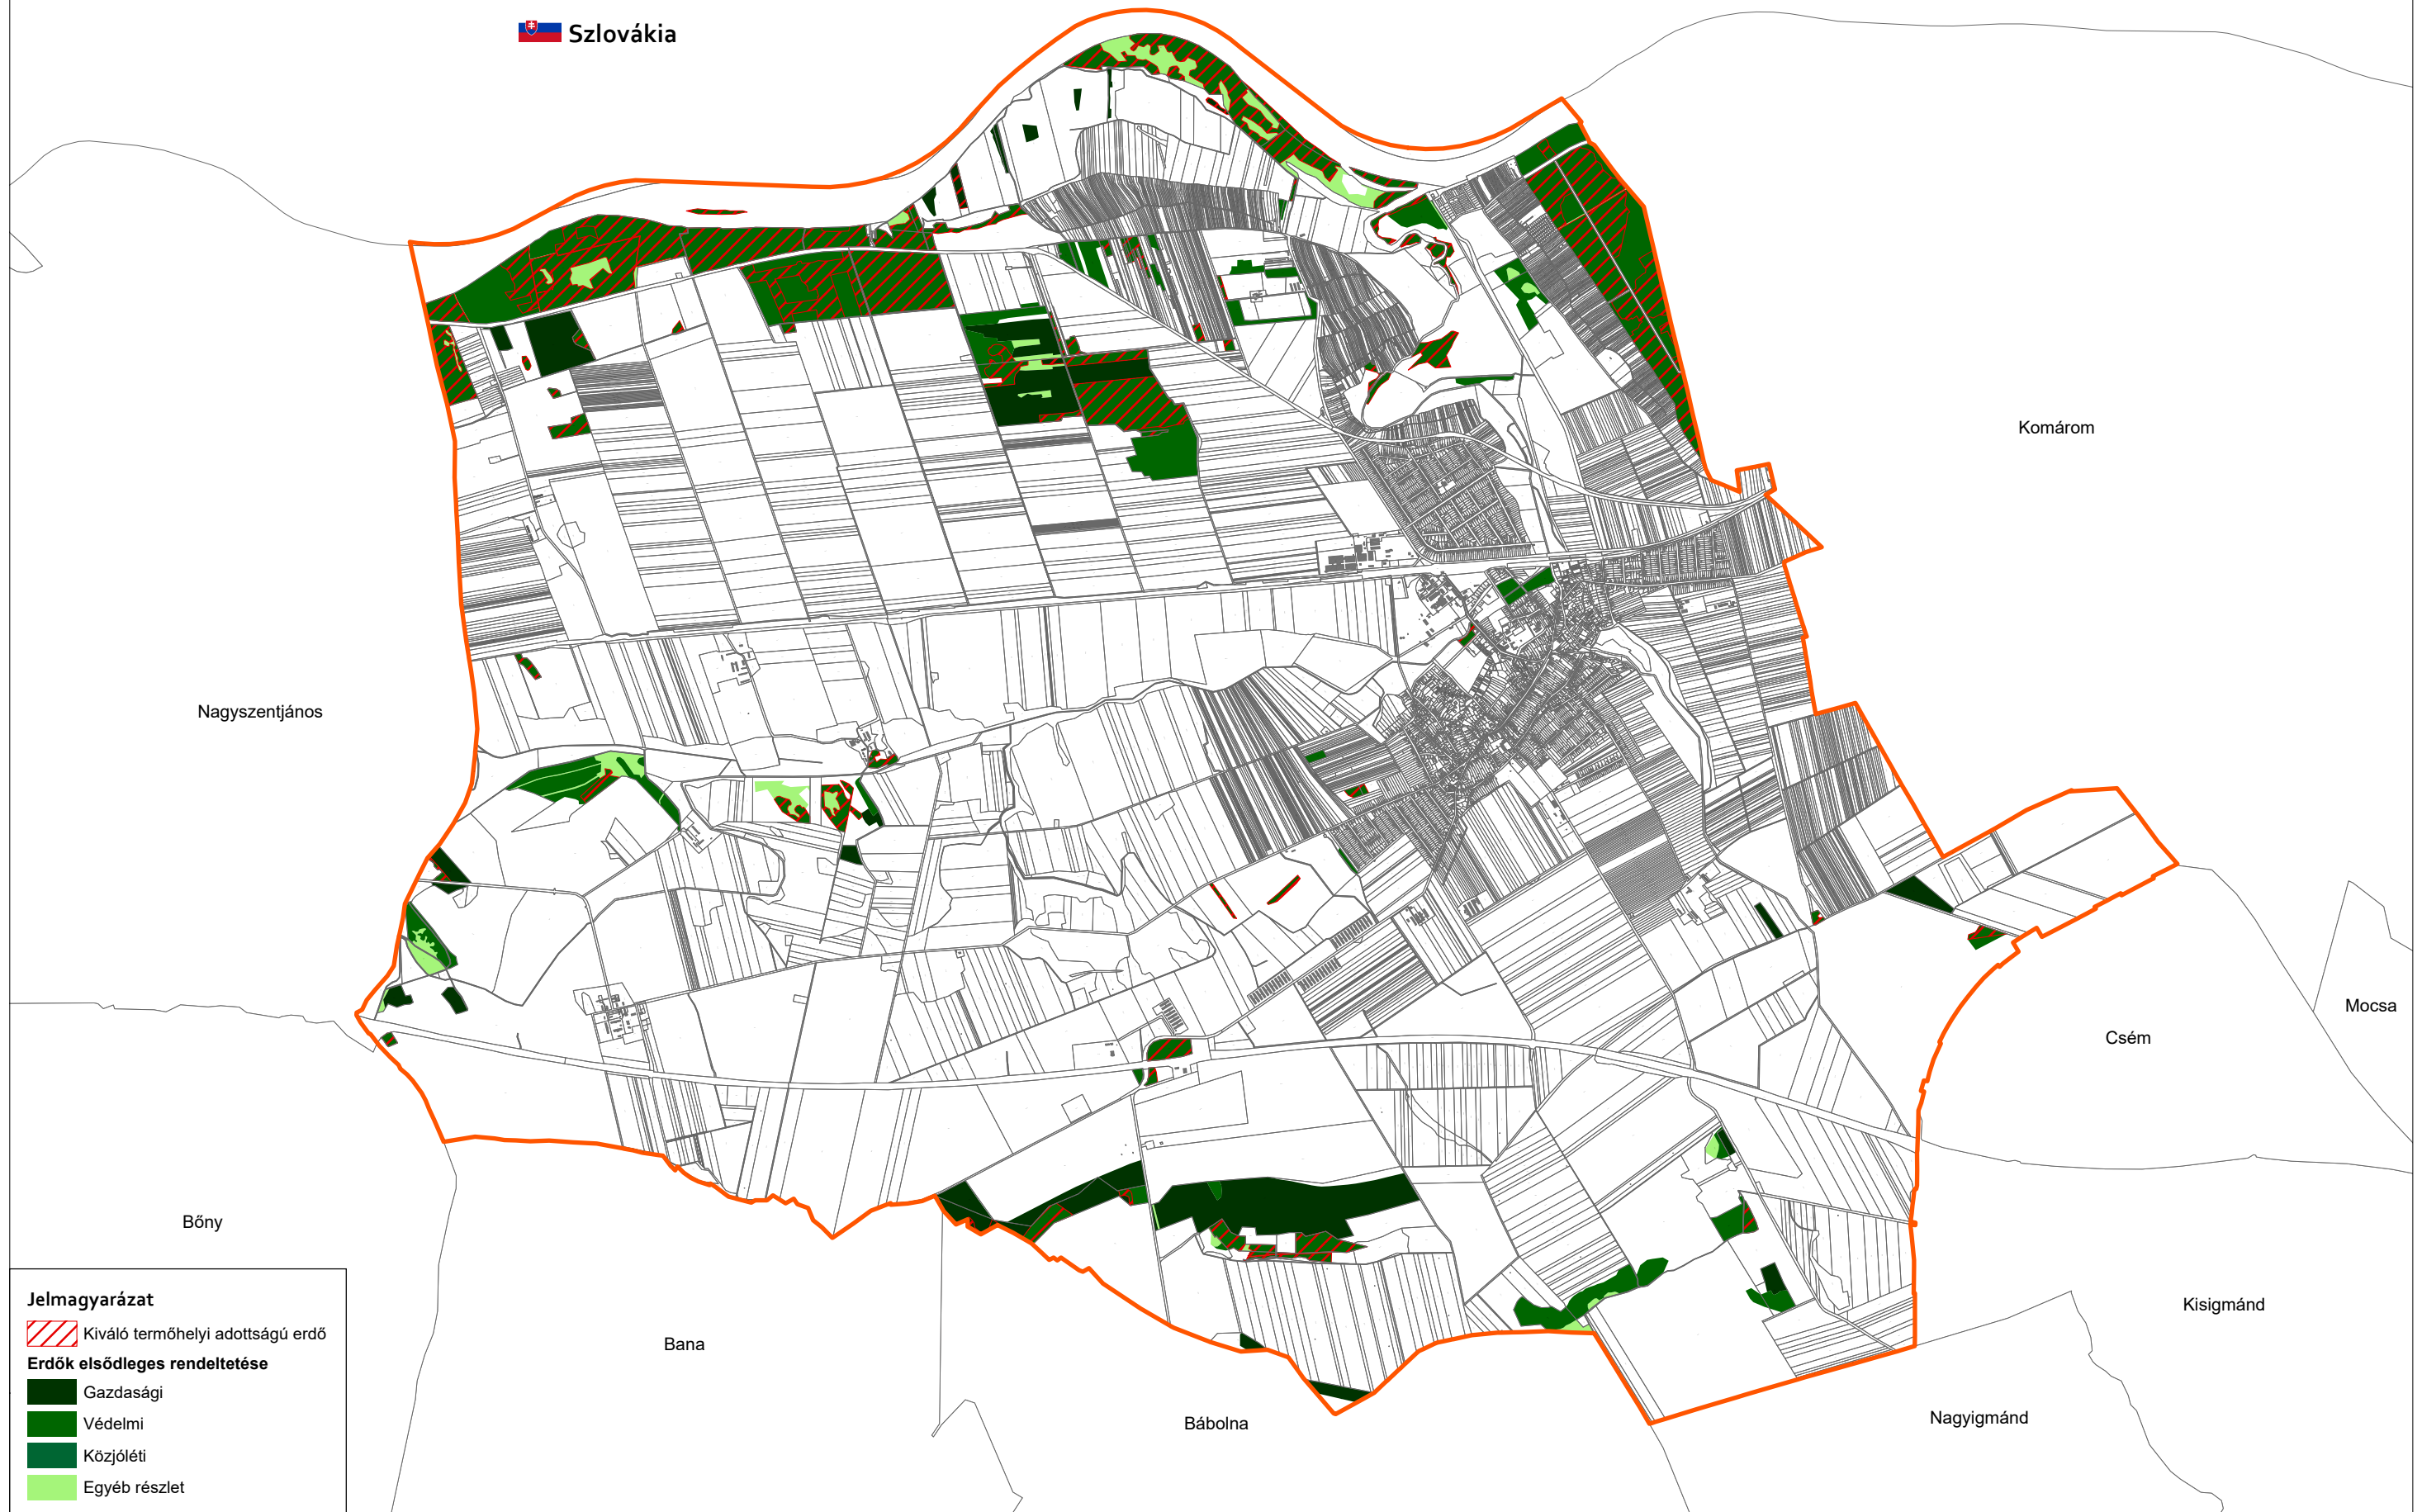 Szlovákia
Komárom
Nagyszentjános
Mocsa
Csém
Bőny
Kisigmánd
Bana
Nagyigmánd
Bábolna
Jelmagyarázat
Kiváló termőhelyi adottságú erdő
Erdők elsődleges rendeltetése
Gazdasági
Védelmi
Közjóléti
Egyéb részlet